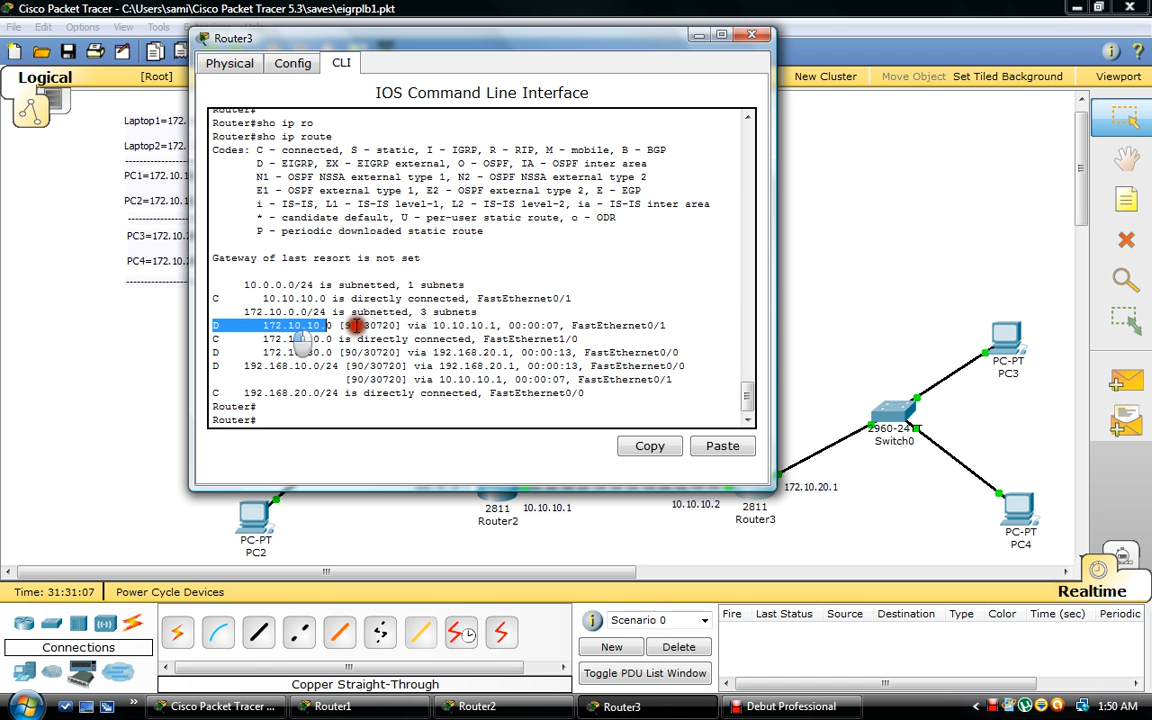 Cisco Packet Tracer 5.3 - C:\Users\sami\Cisco Packet Tracer 5.3\saves\eigrplb1.pkt
File Edit Options View Tools
Logical
[Root]
New Cluster
Move Object
Set Tiled Background
Viewport
Laptop1=172.
Laptop2=172.
PC1=172.10.1
PC2=172.10.1
PC3=172.10.2
PC4=172.10.2
Router3
Physical
Config
CLI
IOS Command Line Interface
Router#
Router#sho ip ro
Router#sho ip route
Codes: C - connected, S - static, I - IGRP, R - RIP, M - mobile, B - BGP
D - EIGRP, EX - EIGRP external, O - OSPF, IA - OSPF inter area
N1 - OSPF NSSA external type 1, N2 - OSPF NSSA external type 2
E1 - OSPF external type 1, E2 - OSPF external type 2, E - EGP
i - IS-IS, L1 - IS-IS level-1, L2 - IS-IS level-2, ia - IS-IS inter area
* - candidate default, U - per-user static route, o - ODR
P - periodic downloaded static route
Gateway of last resort is not set
10.0.0.0/24 is subnetted, 1 subnets
C 10.10.10.0 is directly connected, FastEthernet0/1
172.10.0.0/24 is subnetted, 3 subnets
D 172.10.10.0 [90/30720] via 10.10.10.1, 00:00:07, FastEthernet0/1
C is directly connected, FastEthernet1/0
D [90/30720] via 192.168.20.1, 00:00:13, FastEthernet0/0
D 192.168.10.0/24 [90/30720] via 192.168.20.1, 00:00:13, FastEthernet0/0
[90/30720] via 10.10.10.1, 00:00:07, FastEthernet0/1
C 192.168.20.0/24 is directly connected, FastEthernet0/0
Router#
Router#
Copy
Paste
PC-PT
PC3
2960-24
Switch0
172.10.20.1
10.10.10.2
2811
Router3
2811
Router2
10.10.10.1
PC-PT
PC2
PC-PT
PC4
Time: 31:31:07
Power Cycle Devices
Realtime
Connections
Copper Straight-Through
Scenario 0
New
Delete
Toggle PDU List Window
Fire
Last Status
Source
Destination
Type
Color
Time (sec)
Periodic
Cisco Packet Tracer ...
Router1
Router2
Router3
Debut Professional
1:50 AM